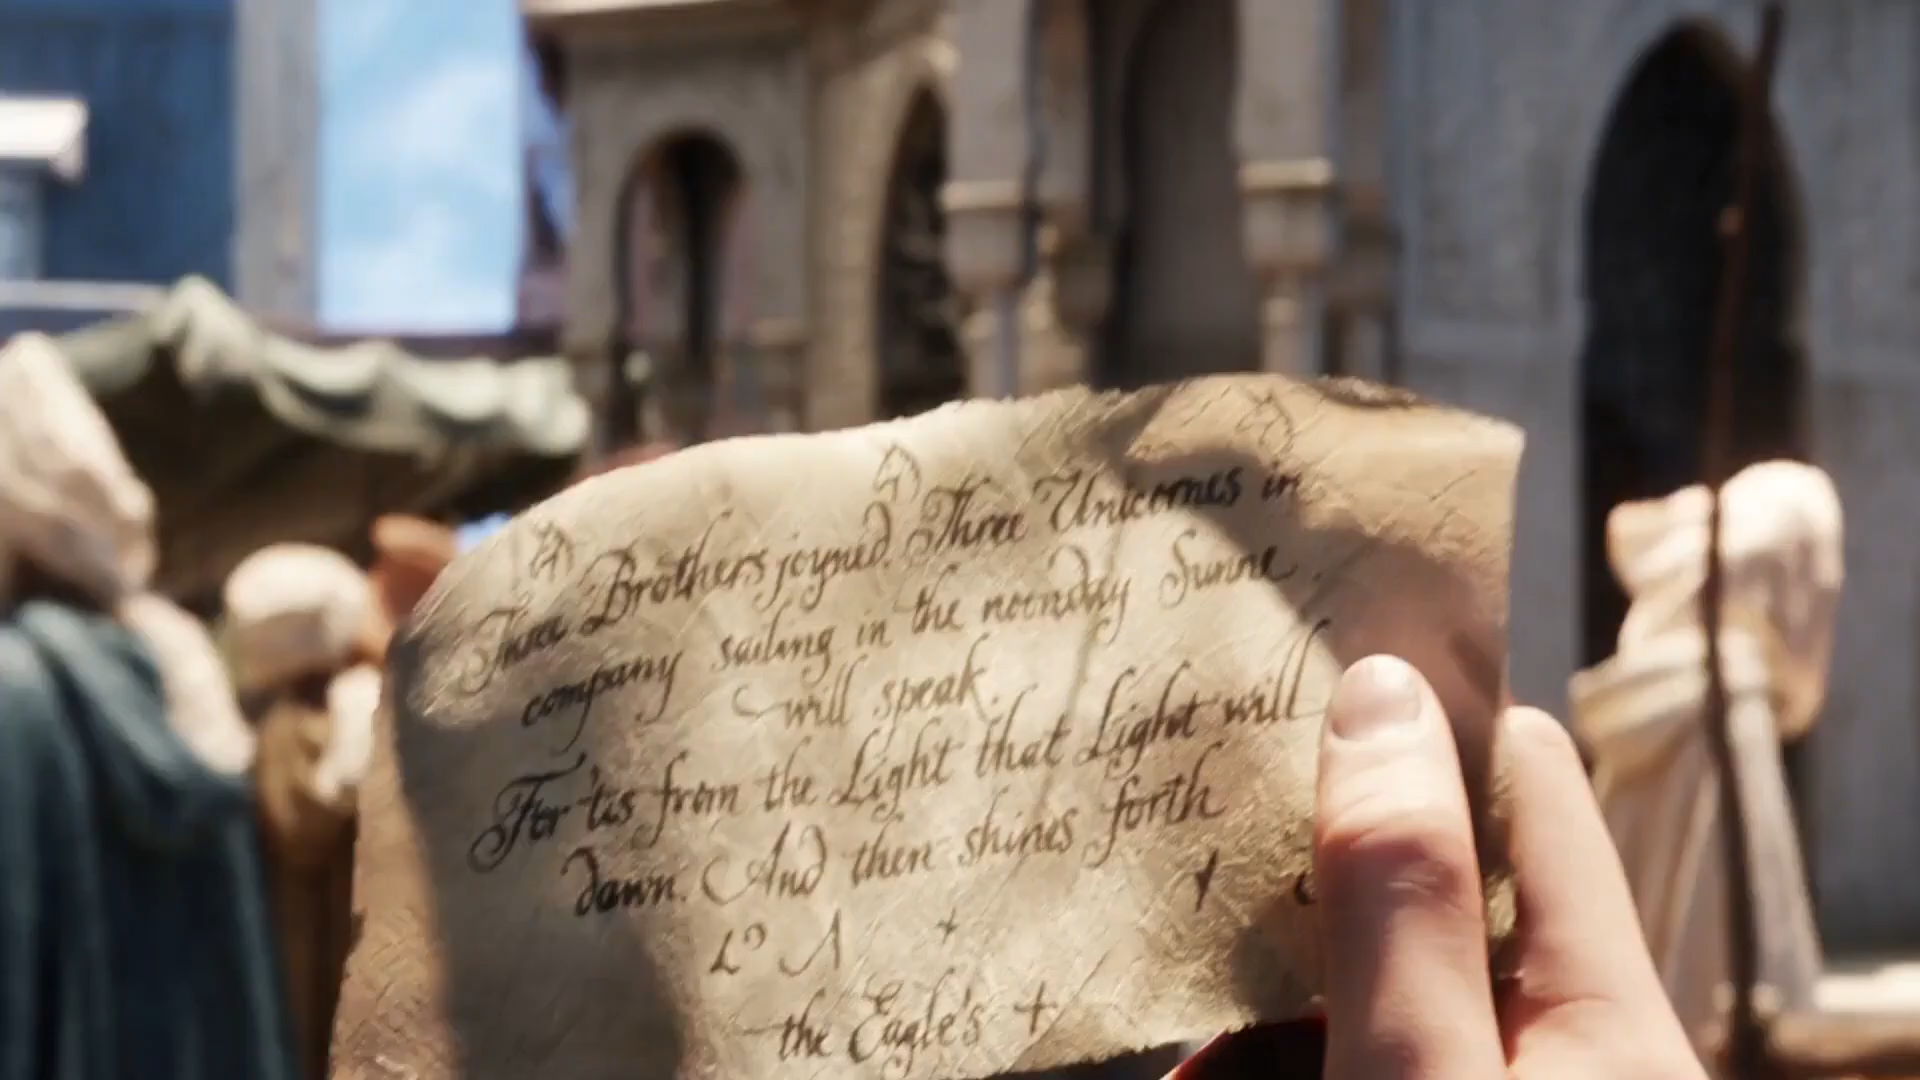 Three Brothers joyned. Three Unicornes in
company sailing in the noonday Sunne
will speak.
For 'tis from the Light that Light will
dawn. And then shines forth
the Eagle's +